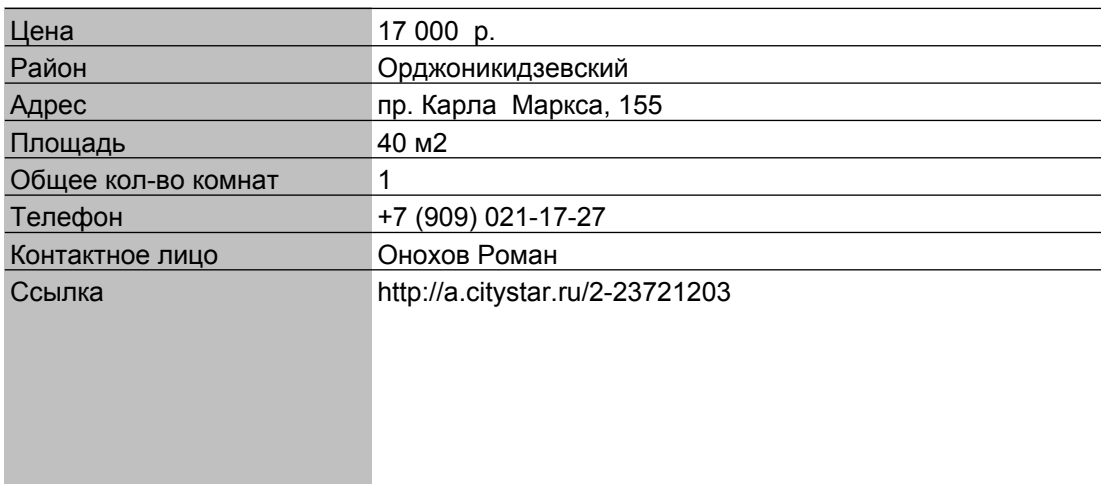 Цена 17 000 р.
Район Орджоникидзевский
Адрес пр. Карла Маркса, 155
Площадь 40 м2
Общее кол-во комнат 1
Телефон +7 (909) 021-17-27
Контактное лицо Онохов Роман
Ссылка http://a.citystar.ru/2-23721203